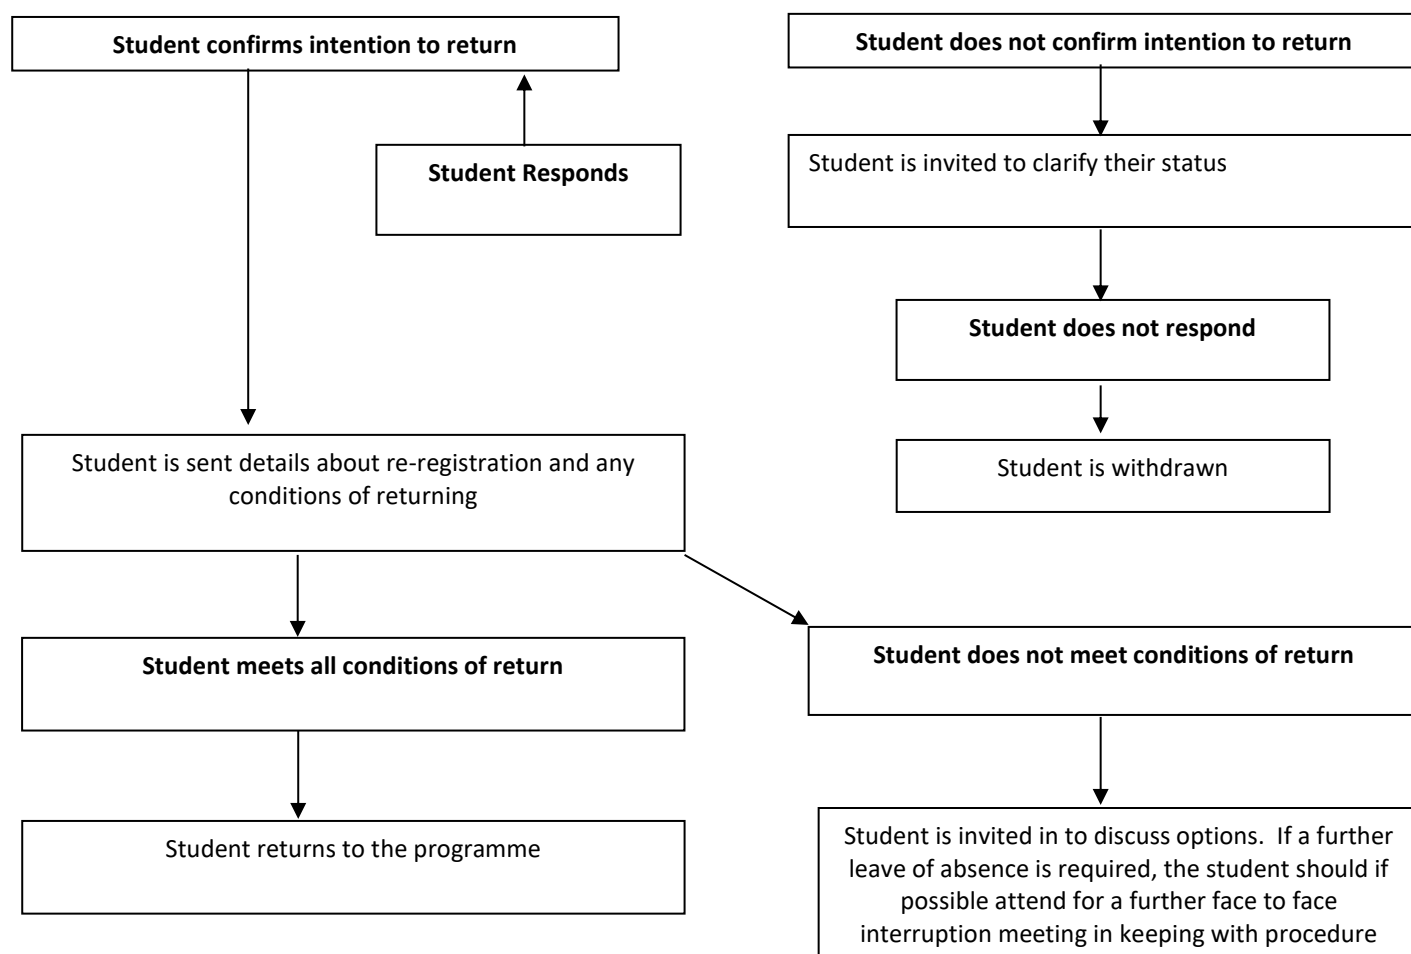 Student confirms intention to return
Student does not confirm intention to return
Student Responds
Student is invited to clarify their status
Student does not respond
Student is sent details about re-registration and any
conditions of returning
Student is withdrawn
Student meets all conditions of return
Student does not meet conditions of return
Student returns to the programme
Student is invited in to discuss options.  If a further
leave of absence is required, the student should if
possible attend for a further face to face
interruption meeting in keeping with procedure